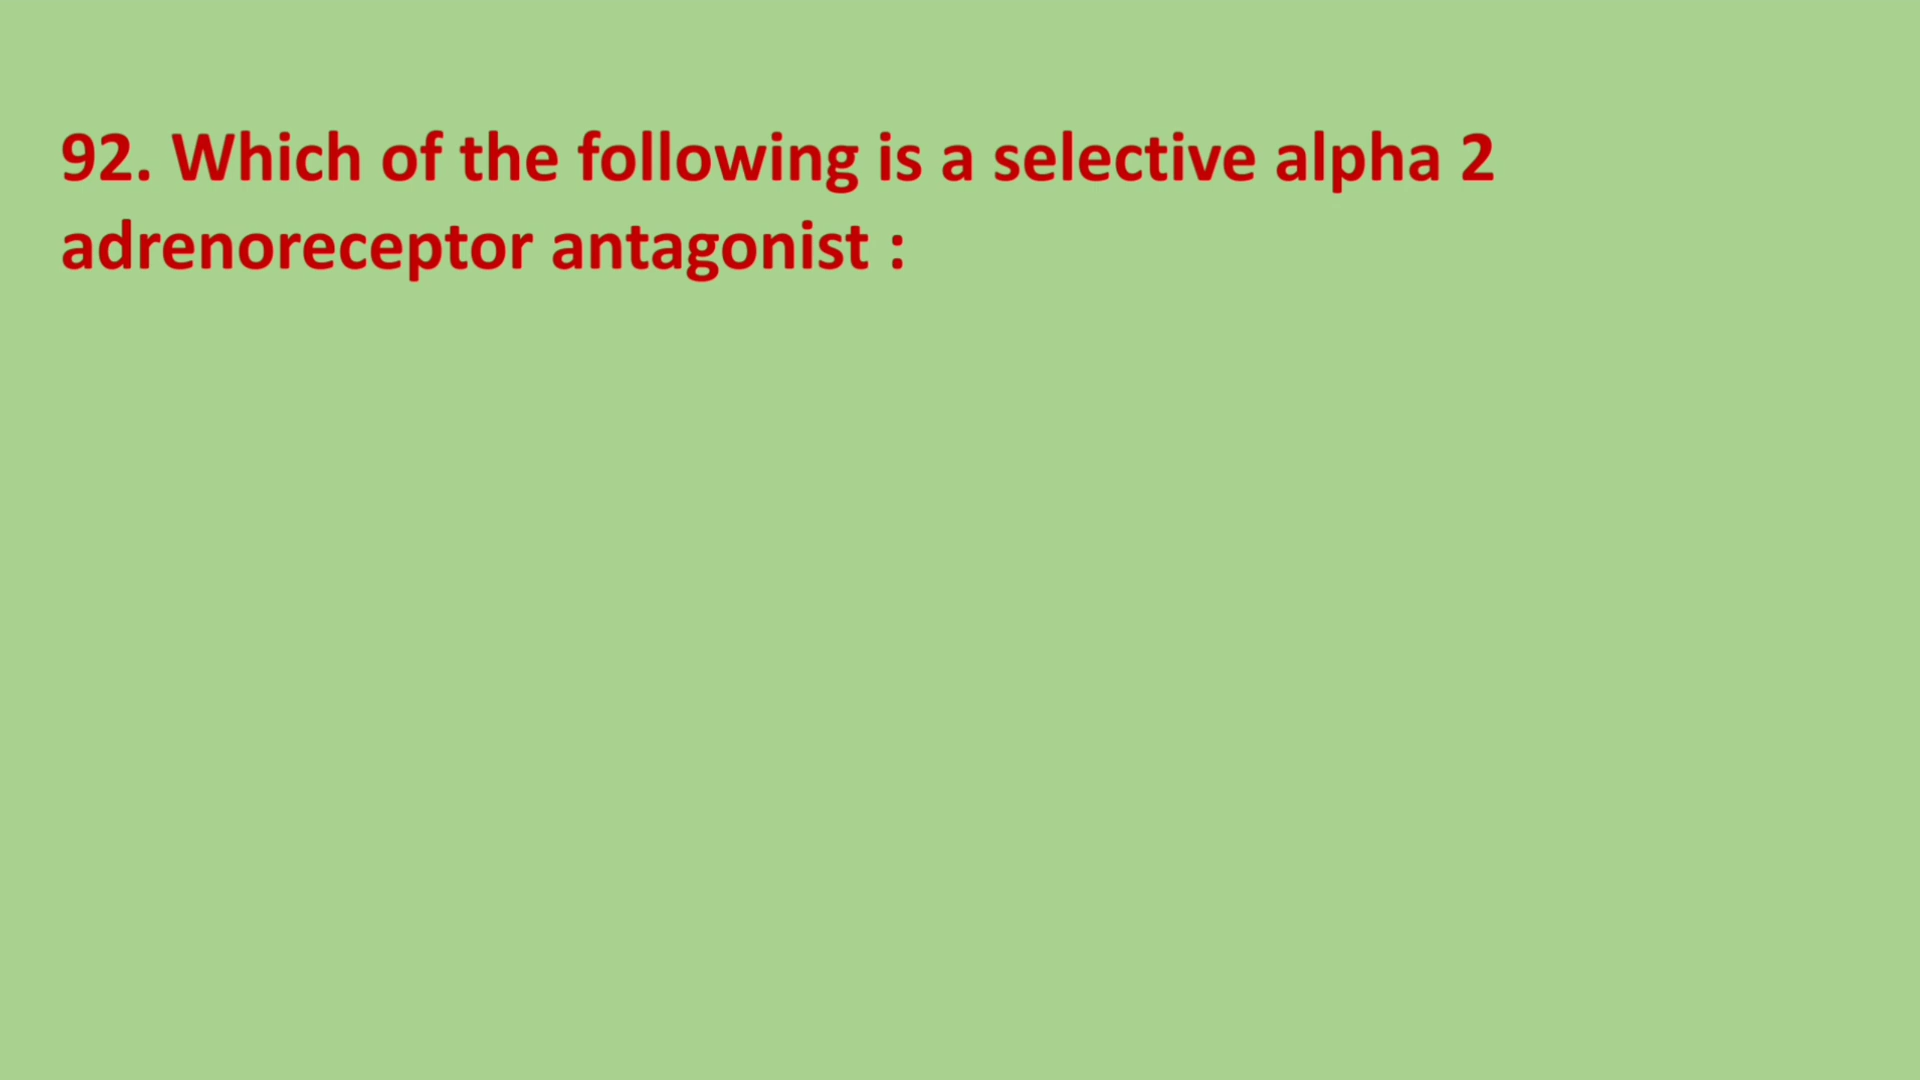 92. Which of the following is a selective alpha 2
adrenoreceptor antagonist :